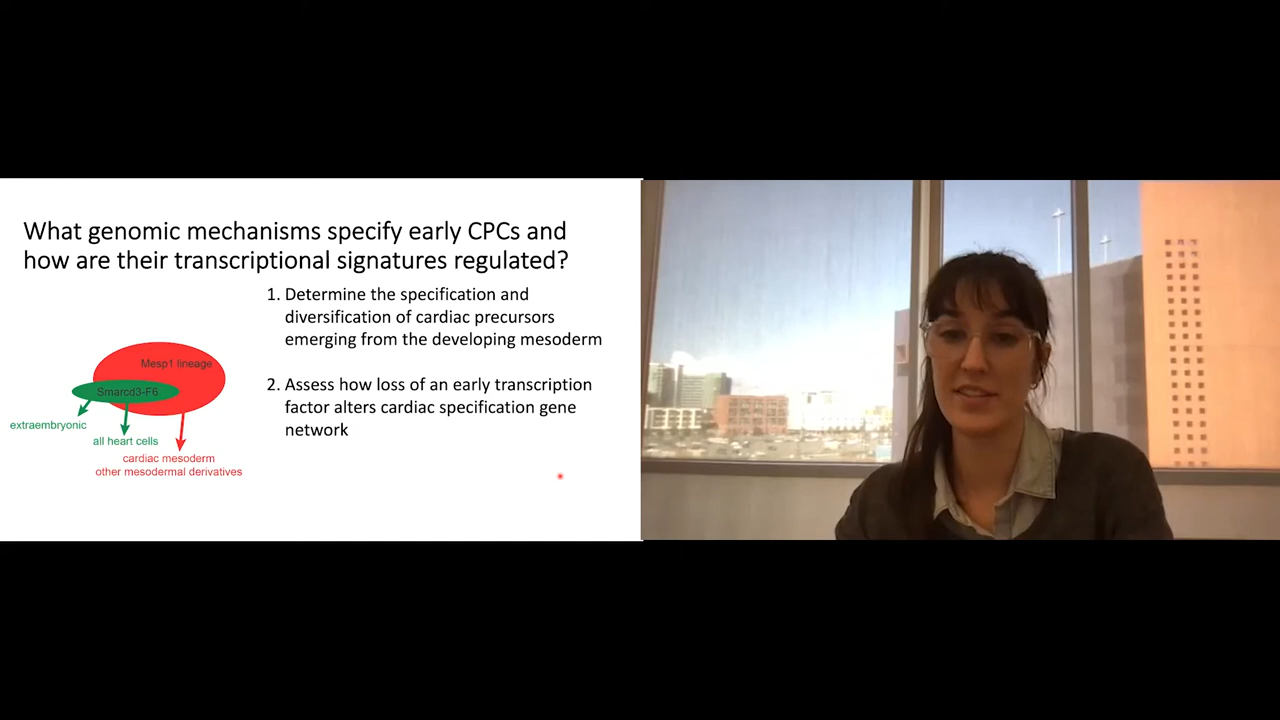 What genomic mechanisms specify early CPCs and
how are their transcriptional signatures regulated?
1. Determine the specification and
diversification of cardiac precursors
emerging from the developing mesoderm
2. Assess how loss of an early transcription
factor alters cardiac specification gene
network
Mesp1 lineage
Smarcd3-F6
extraembryonic
all heart cells
cardiac mesoderm
other mesodermal derivatives